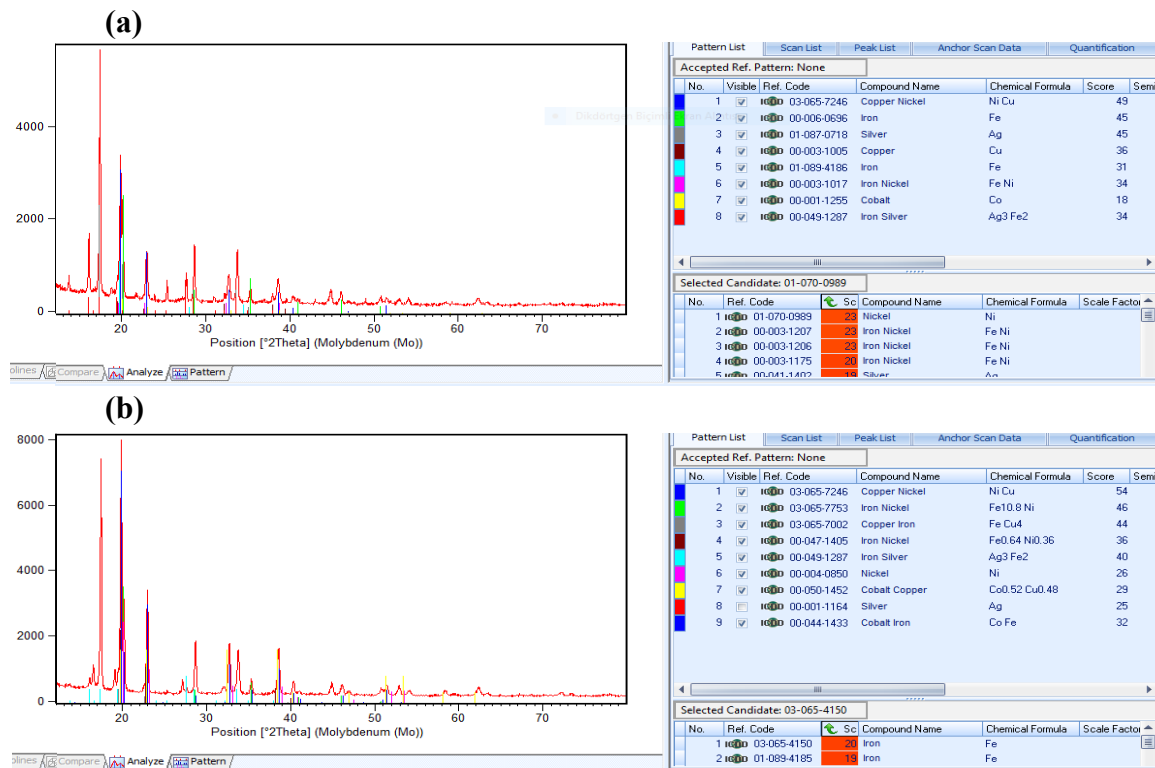 (a)
4000
2000
0
20 30 40 50 60 70
Position [°2Theta] (Molybdenum (Mo))
Compare Analyze Pattern
Pattern List Scan List Peak List Anchor Scan Data Quantification
Accepted Ref. Pattern: None
No. Visible Ref. Code Compound Name Chemical Formula Score Semi
1 03-065-7246 Copper Nickel Ni Cu 49
2 00-006-0696 Iron Fe 45
3 01-087-0718 Silver Ag 45
4 00-003-1005 Copper Cu 36
5 01-089-4186 Iron Fe 31
6 00-003-1017 Iron Nickel Fe Ni 34
7 00-001-1255 Cobalt Co 18
8 00-049-1287 Iron Silver Ag3 Fe2 34
Selected Candidate: 01-070-0989
No. Ref. Code Sc Compound Name Chemical Formula Scale Factor
1 01-070-0989 23 Nickel Ni
2 00-003-1207 23 Iron Nickel Fe Ni
3 00-003-1206 23 Iron Nickel Fe Ni
4 00-003-1175 20 Iron Nickel Fe Ni
5 00-041-1402 19 Silver Ag
(b)
8000
6000
4000
2000
0
20 30 40 50 60 70
Position [°2Theta] (Molybdenum (Mo))
Compare Analyze Pattern
Pattern List Scan List Peak List Anchor Scan Data Quantification
Accepted Ref. Pattern: None
No. Visible Ref. Code Compound Name Chemical Formula Score Semi
1 03-065-7246 Copper Nickel Ni Cu 54
2 03-065-7753 Iron Nickel Fe10.8 Ni 46
3 03-065-7002 Copper Iron Fe Cu4 44
4 00-047-1405 Iron Nickel Fe0.64 Ni0.36 36
5 00-049-1287 Iron Silver Ag3 Fe2 40
6 00-004-0850 Nickel Ni 26
7 00-050-1452 Cobalt Copper Co0.52 Cu0.48 29
8 00-001-1164 Silver Ag 25
9 00-044-1433 Cobalt Iron Co Fe 32
Selected Candidate: 03-065-4150
No. Ref. Code Sc Compound Name Chemical Formula Scale Factor
1 03-065-4150 20 Iron Fe
2 01-089-4185 19 Iron Fe